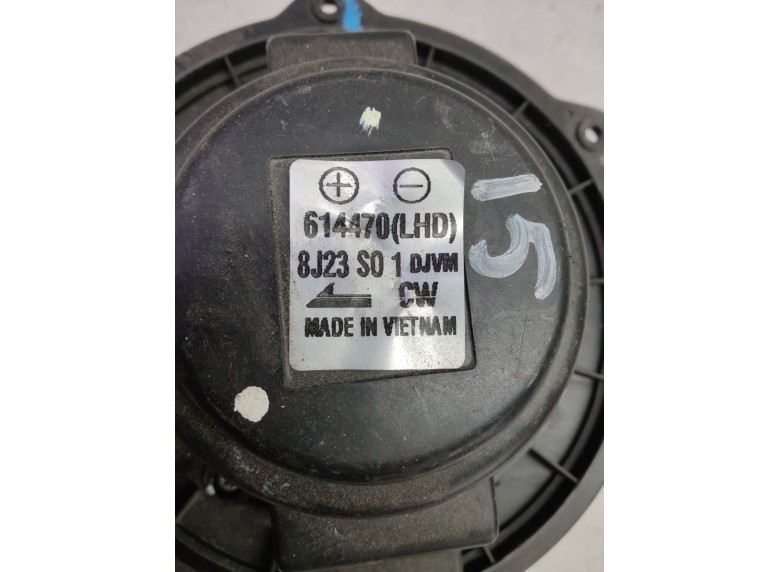 ⊕ ⊖
614470(LHD)
8J23 S0 1 DJVM
CW
MADE IN VIETNAM
15